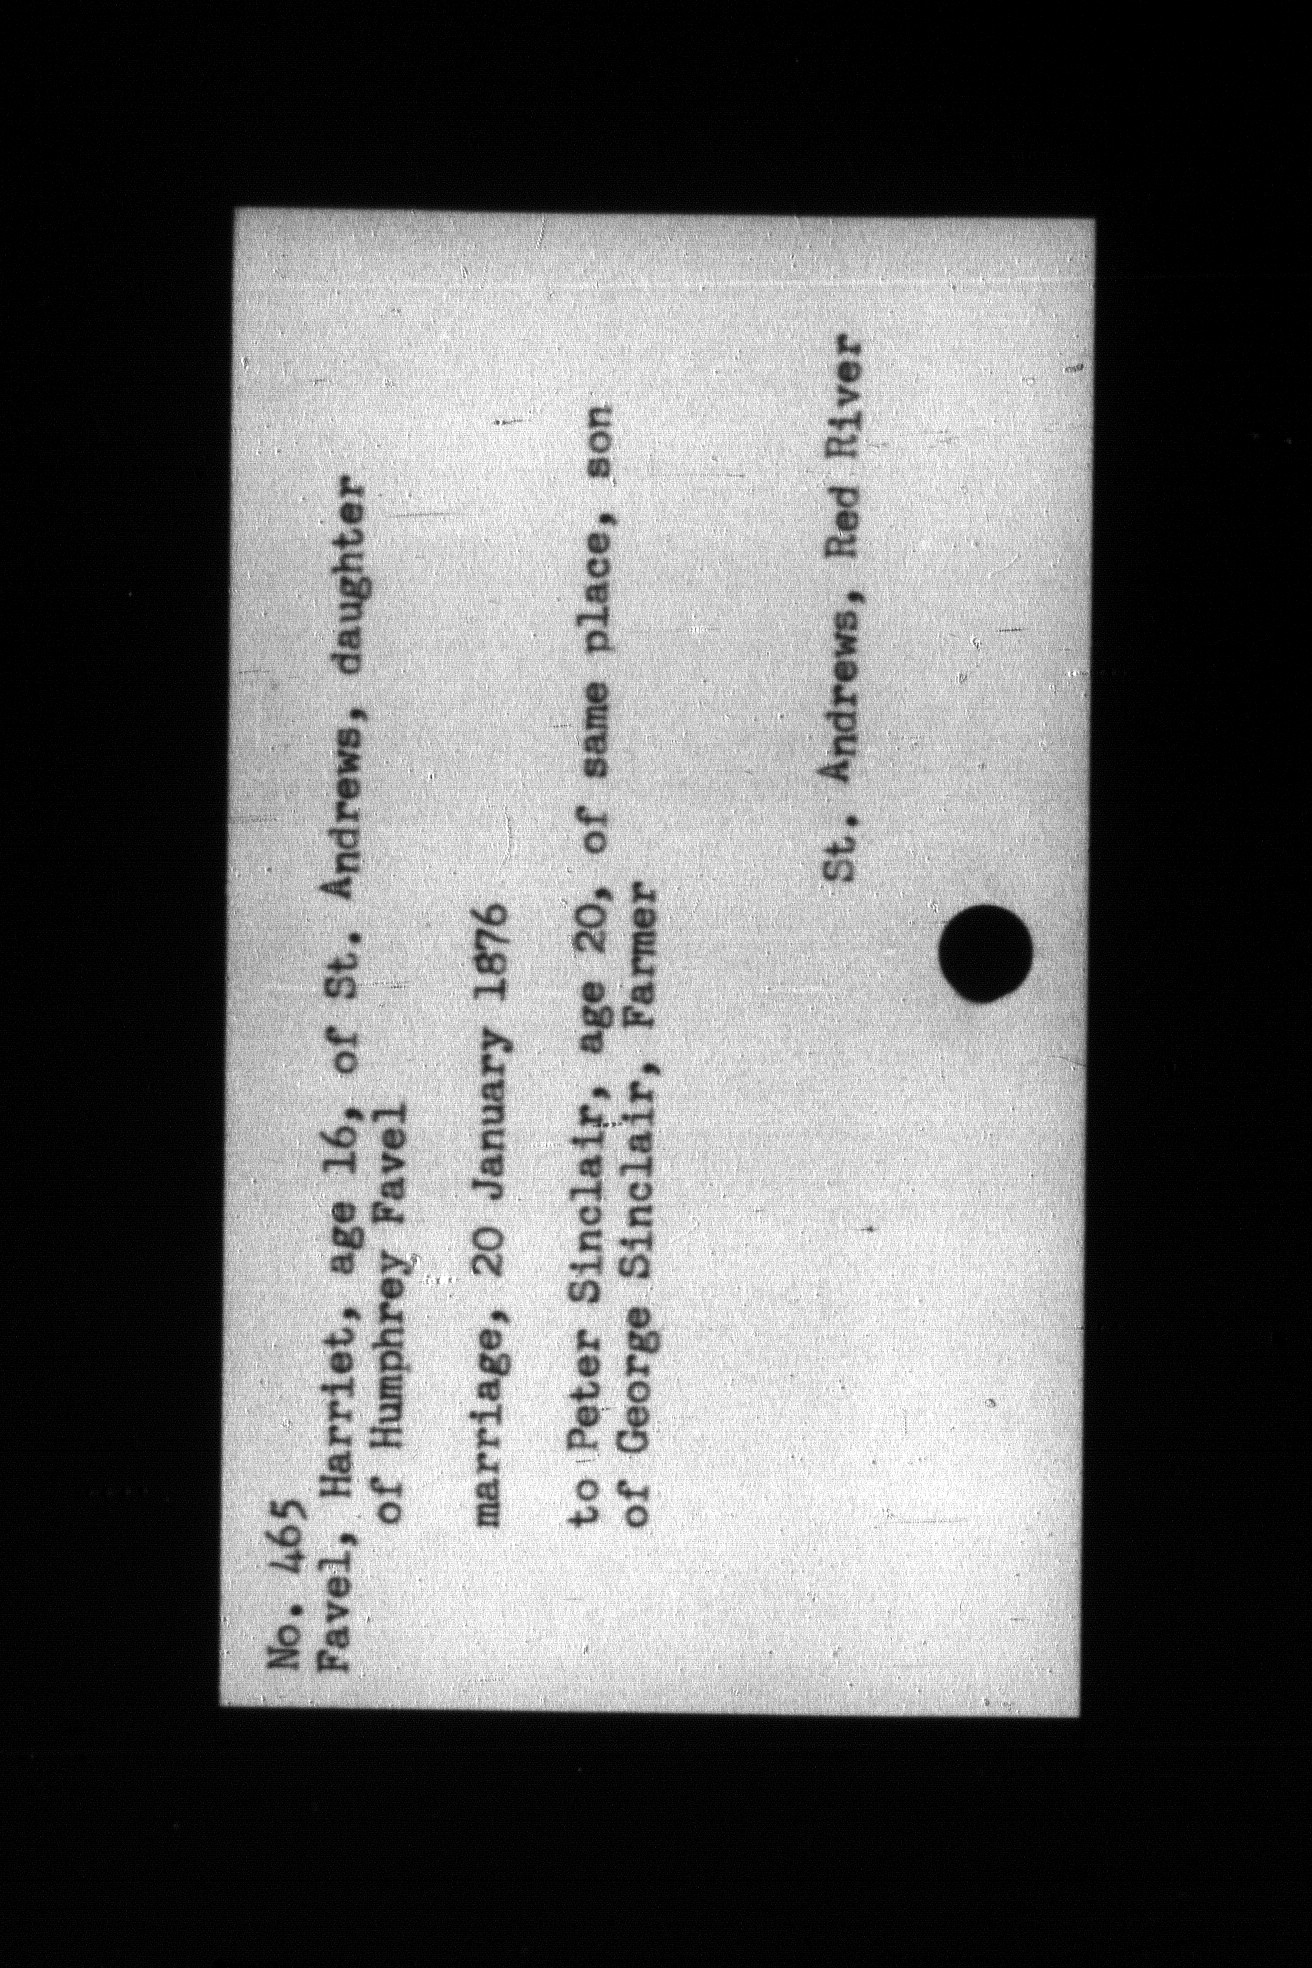 No. 465
Favel, Harriet, age 16, of St. Andrews, daughter
of Humphrey Favel
marriage, 20 January 1876
to Peter Sinclair, age 20, of same place, son
of George Sinclair, Farmer
St. Andrews, Red River